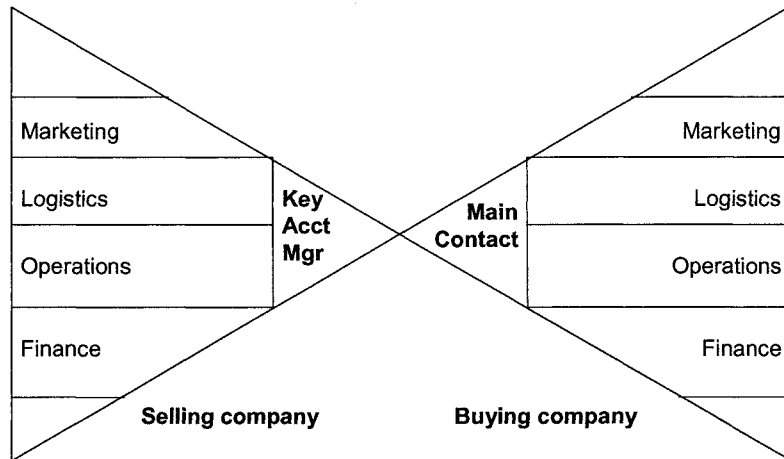 Marketing
Logistics
Operations
Finance
Key
Acct
Mgr
Main
Contact
Marketing
Logistics
Operations
Finance
Selling company
Buying company